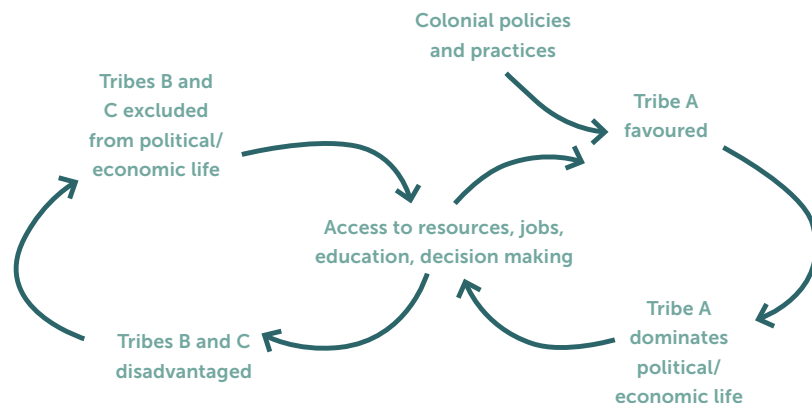 Colonial policies
and practices
Tribes B and
C excluded
from political/
economic life
Tribe A
favoured
Access to resources, jobs,
education, decision making
Tribes B and C
disadvantaged
Tribe A
dominates
political/
economic life